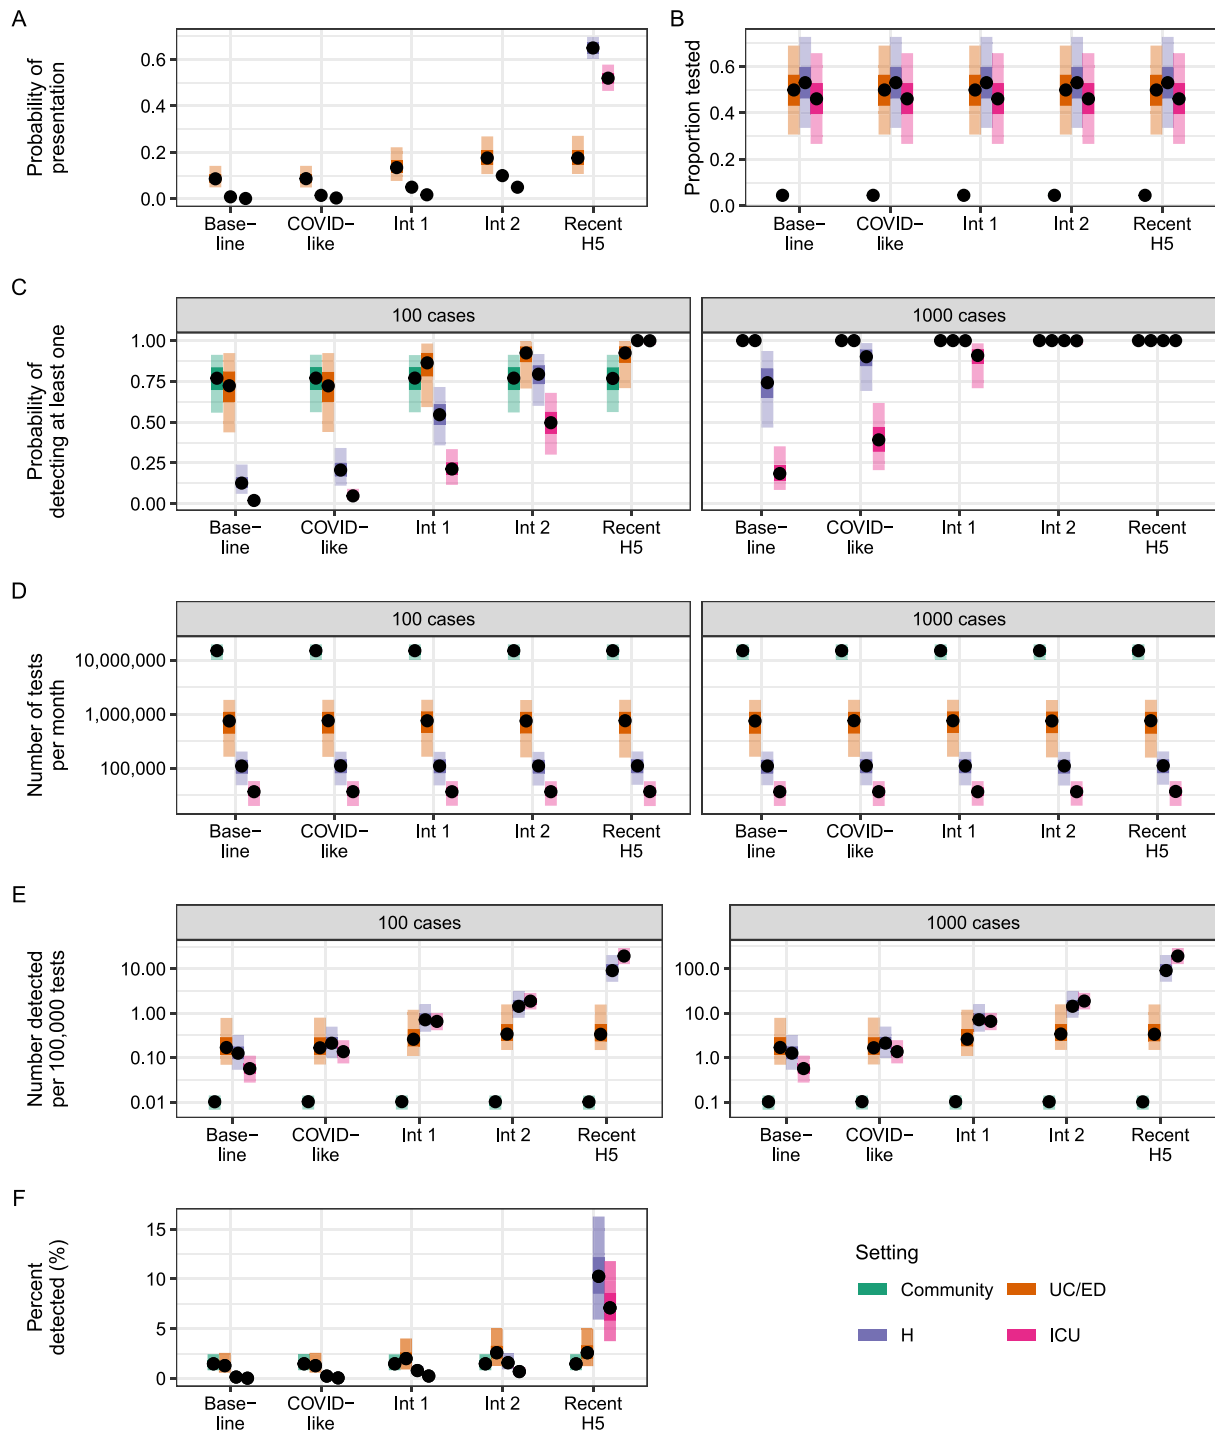 A
Probability of
presentation
0.6
0.4
0.2
0.0
Base−
line
COVID−
like
Int 1
Int 2
Recent
H5
B
Proportion tested
0.6
0.4
0.2
0.0
Base−
line
COVID−
like
Int 1
Int 2
Recent
H5
C
100 cases
1000 cases
Probability of
detecting at least one
1.00
0.75
0.50
0.25
0.00
Base−
line
COVID−
like
Int 1
Int 2
Recent
H5
Base−
line
COVID−
like
Int 1
Int 2
Recent
H5
D
100 cases
1000 cases
Number of tests
per month
10,000,000
1,000,000
100,000
Base−
line
COVID−
like
Int 1
Int 2
Recent
H5
Base−
line
COVID−
like
Int 1
Int 2
Recent
H5
E
100 cases
1000 cases
Number detected
per 100,000 tests
10.00
1.00
0.10
0.01
Base−
line
COVID−
like
Int 1
Int 2
Recent
H5
100.0
10.0
1.0
0.1
Base−
line
COVID−
like
Int 1
Int 2
Recent
H5
F
Percent
detected (%)
15
10
5
0
Base−
line
COVID−
like
Int 1
Int 2
Recent
H5
Setting
Community
UC/ED
H
ICU